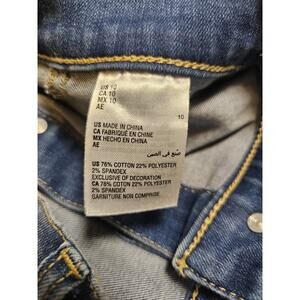 US 10
CA 10
MX 10
AE
10
US MADE IN CHINA
CA FABRIQUÉ EN CHINE
MX HECHO EN CHINA
AE
صنع في الصين
US 76% COTTON 22% POLYESTER
2% SPANDEX
EXCLUSIVE OF DECORATION
CA 76% COTON 22% POLYESTER
2% SPANDEX
GARNITURE NON COMPRISE